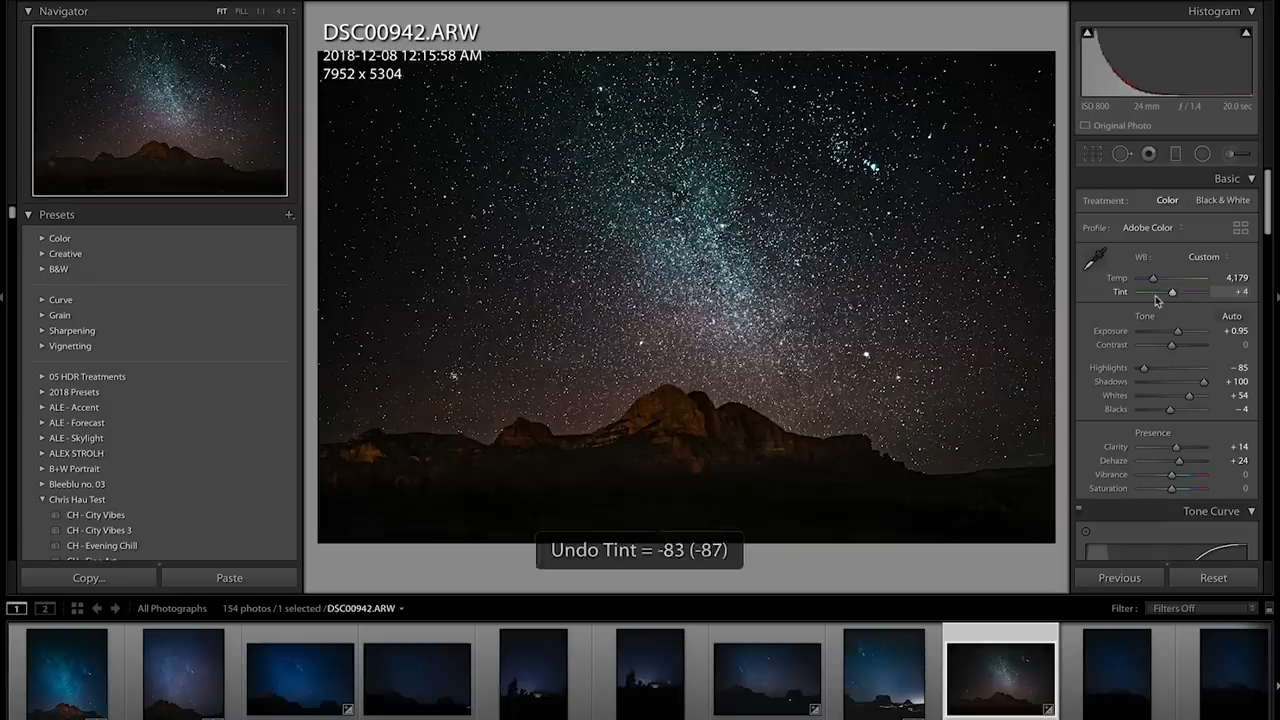 Navigator
FIT FILL 1:1 4:1
Presets
Color
Creative
B&W
Curve
Grain
Sharpening
Vignetting
05 HDR Treatments
2018 Presets
ALE - Accent
ALE - Forecast
ALE - Skylight
ALEX STROLH
B+W Portrait
Bleeblu no. 03
Chris Hau Test
CH - City Vibes
CH - City Vibes 3
CH - Evening Chill
Copy...
Paste
DSC00942.ARW
2018-12-08 12:15:58 AM
7952 x 5304
Undo Tint = -83 (-87)
Histogram
ISO 800 24 mm ƒ / 1.4 20.0 sec
Original Photo
Basic
Treatment : Color Black & White
Profile : Adobe Color
WB : Custom
Temp 4,179
Tint + 4
Tone Auto
Exposure + 0.95
Contrast 0
Highlights - 85
Shadows + 100
Whites + 54
Blacks - 4
Presence
Clarity + 14
Dehaze + 24
Vibrance 0
Saturation 0
Tone Curve
Previous
Reset
1 2 All Photographs 154 photos / 1 selected / DSC00942.ARW
Filter : Filters Off